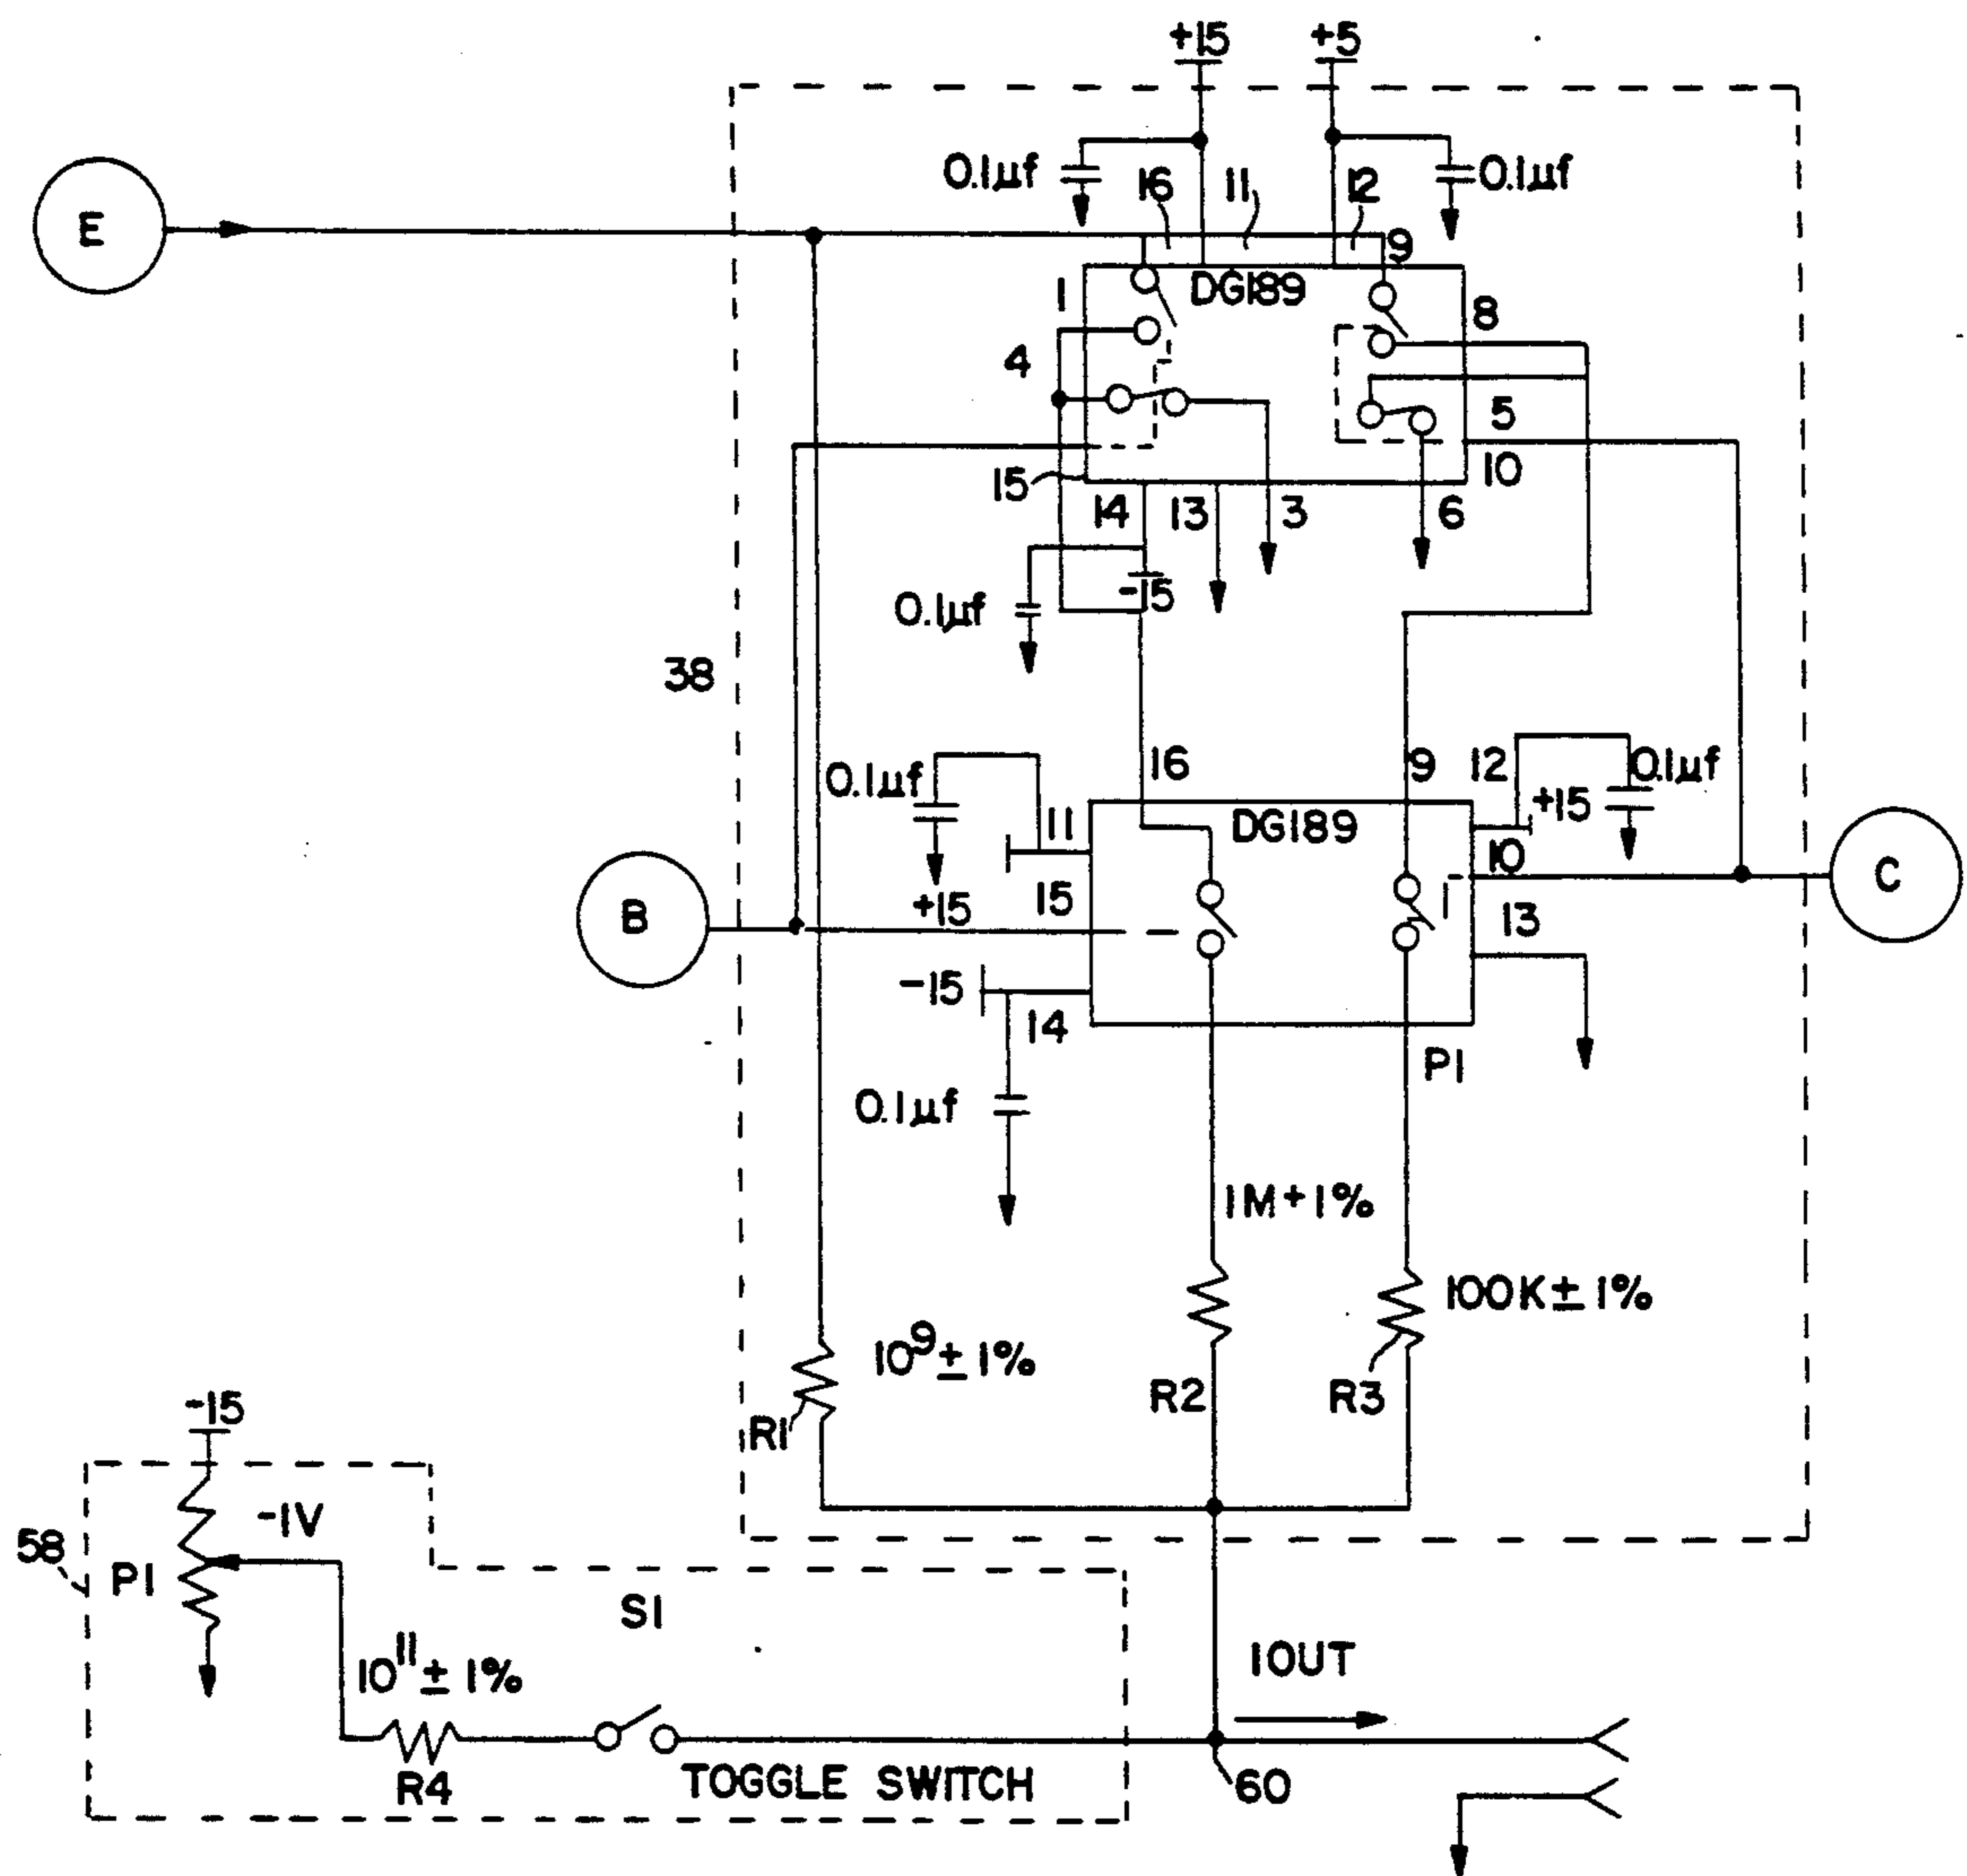 +15 +5
0.1µf 16 11 12 0.1µf
E
9
DG189
1 8
4
5
15 10
14 13 3 6
-15
0.1µf
38
16 9 12 0.1µf
0.1µf
+15
11 DG189
10
C
15
+15
B
1
13
-15
14
P1
0.1µf
1M+1%
100K±1%
10⁹±1%
R1 R2 R3
-15
-1V
58 P1
S1
10¹¹±1%
10UT
R4 TOGGLE SWITCH 60